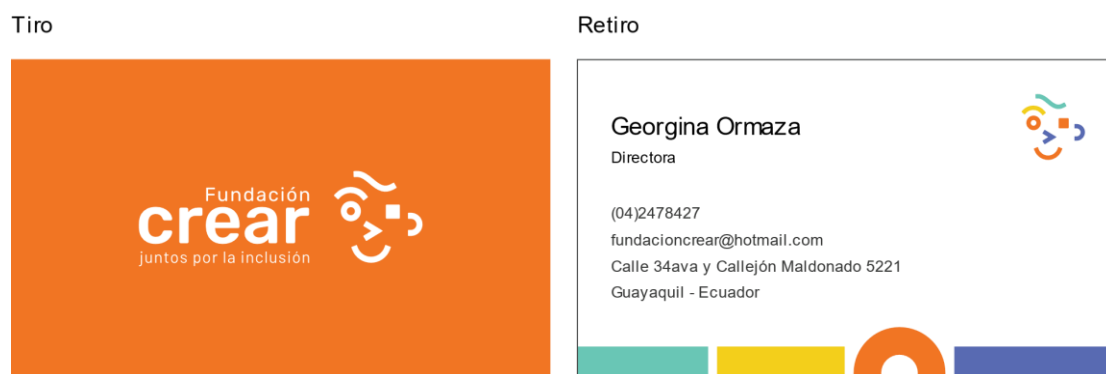 Tiro
Retiro
Fundación
crear
juntos por la inclusión
Georgina Ormaza
Directora
(04)2478427
fundacioncrear@hotmail.com
Calle 34ava y Callejón Maldonado 5221
Guayaquil - Ecuador